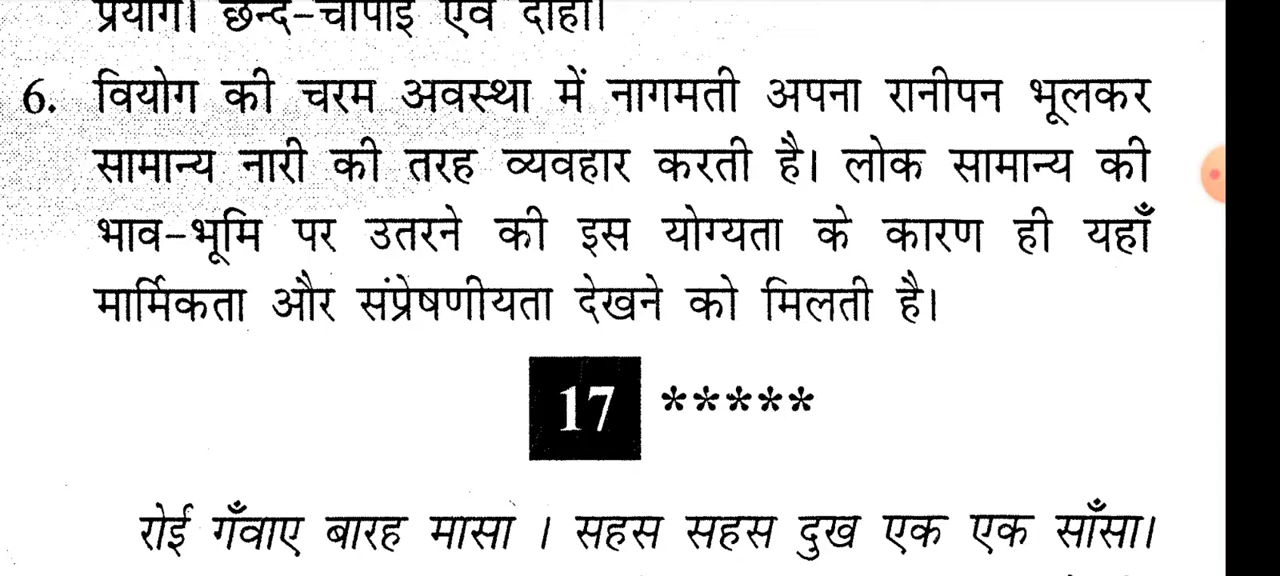 प्रयोग। छन्द-चौपाई एवं दोहा।
6. वियोग की चरम अवस्था में नागमती अपना रानीपन भूलकर
सामान्य नारी की तरह व्यवहार करती है। लोक सामान्य की
भाव-भूमि पर उतरने की इस योग्यता के कारण ही यहाँ
मार्मिकता और संप्रेषणीयता देखने को मिलती है।
17 *****
रोई गँवाए बारह मासा । सहस सहस दुख एक एक साँसा।